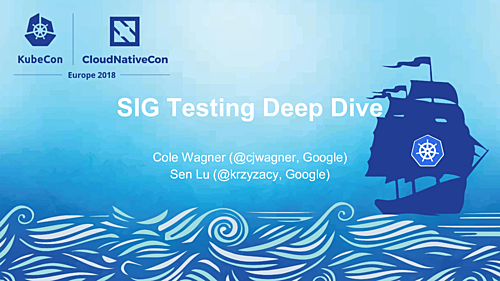 KubeCon
CloudNativeCon
Europe 2018
SIG Testing Deep Dive
Cole Wagner (@cjwagner, Google)
Sen Lu (@krzyzacy, Google)